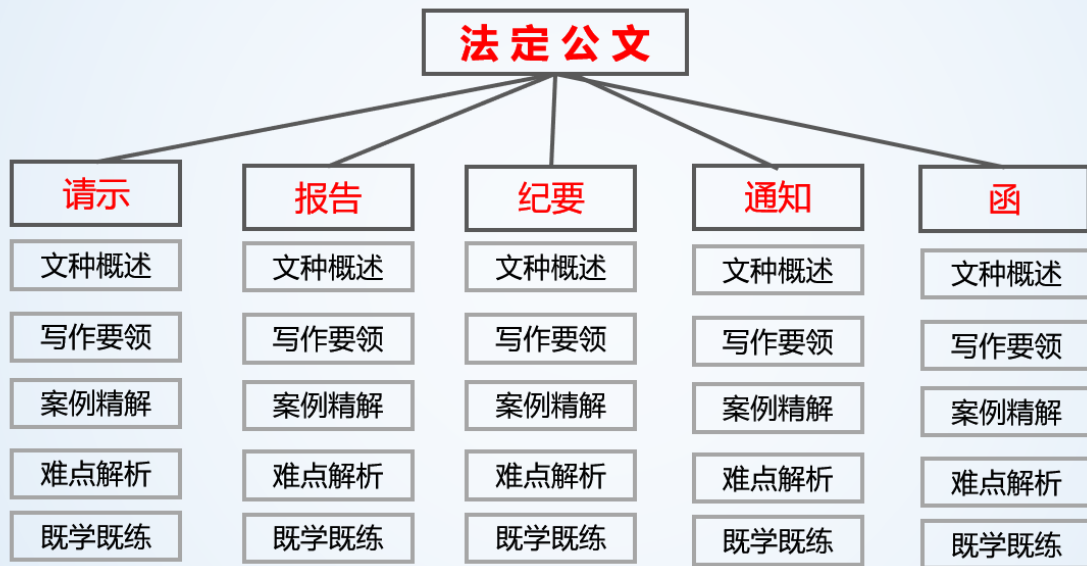 法定公文
请示 报告 纪要 通知 函
文种概述 文种概述 文种概述 文种概述 文种概述
写作要领 写作要领 写作要领 写作要领 写作要领
案例精解 案例精解 案例精解 案例精解 案例精解
难点解析 难点解析 难点解析 难点解析 难点解析
既学既练 既学既练 既学既练 既学既练 既学既练